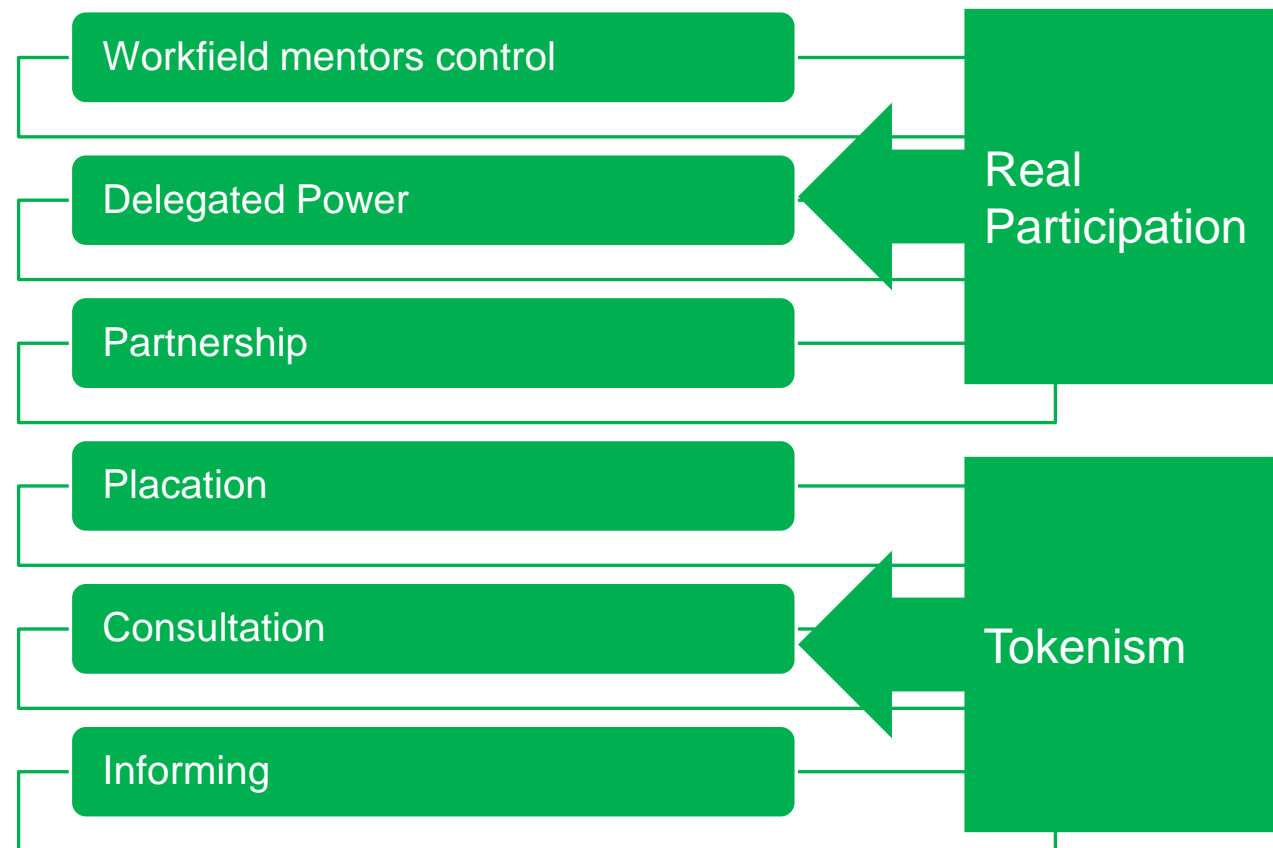 Workfield mentors control
Delegated Power
Partnership
Real
Participation
Placation
Consultation
Informing
Tokenism